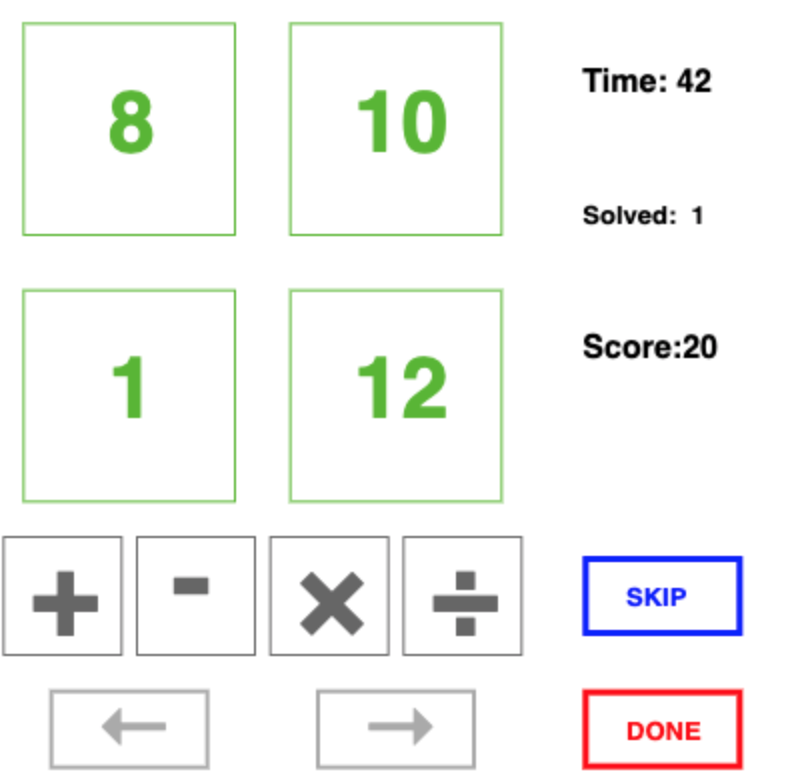 8 10
Time: 42
Solved: 1
1 12
Score:20
+ - × ÷
SKIP
← →
DONE